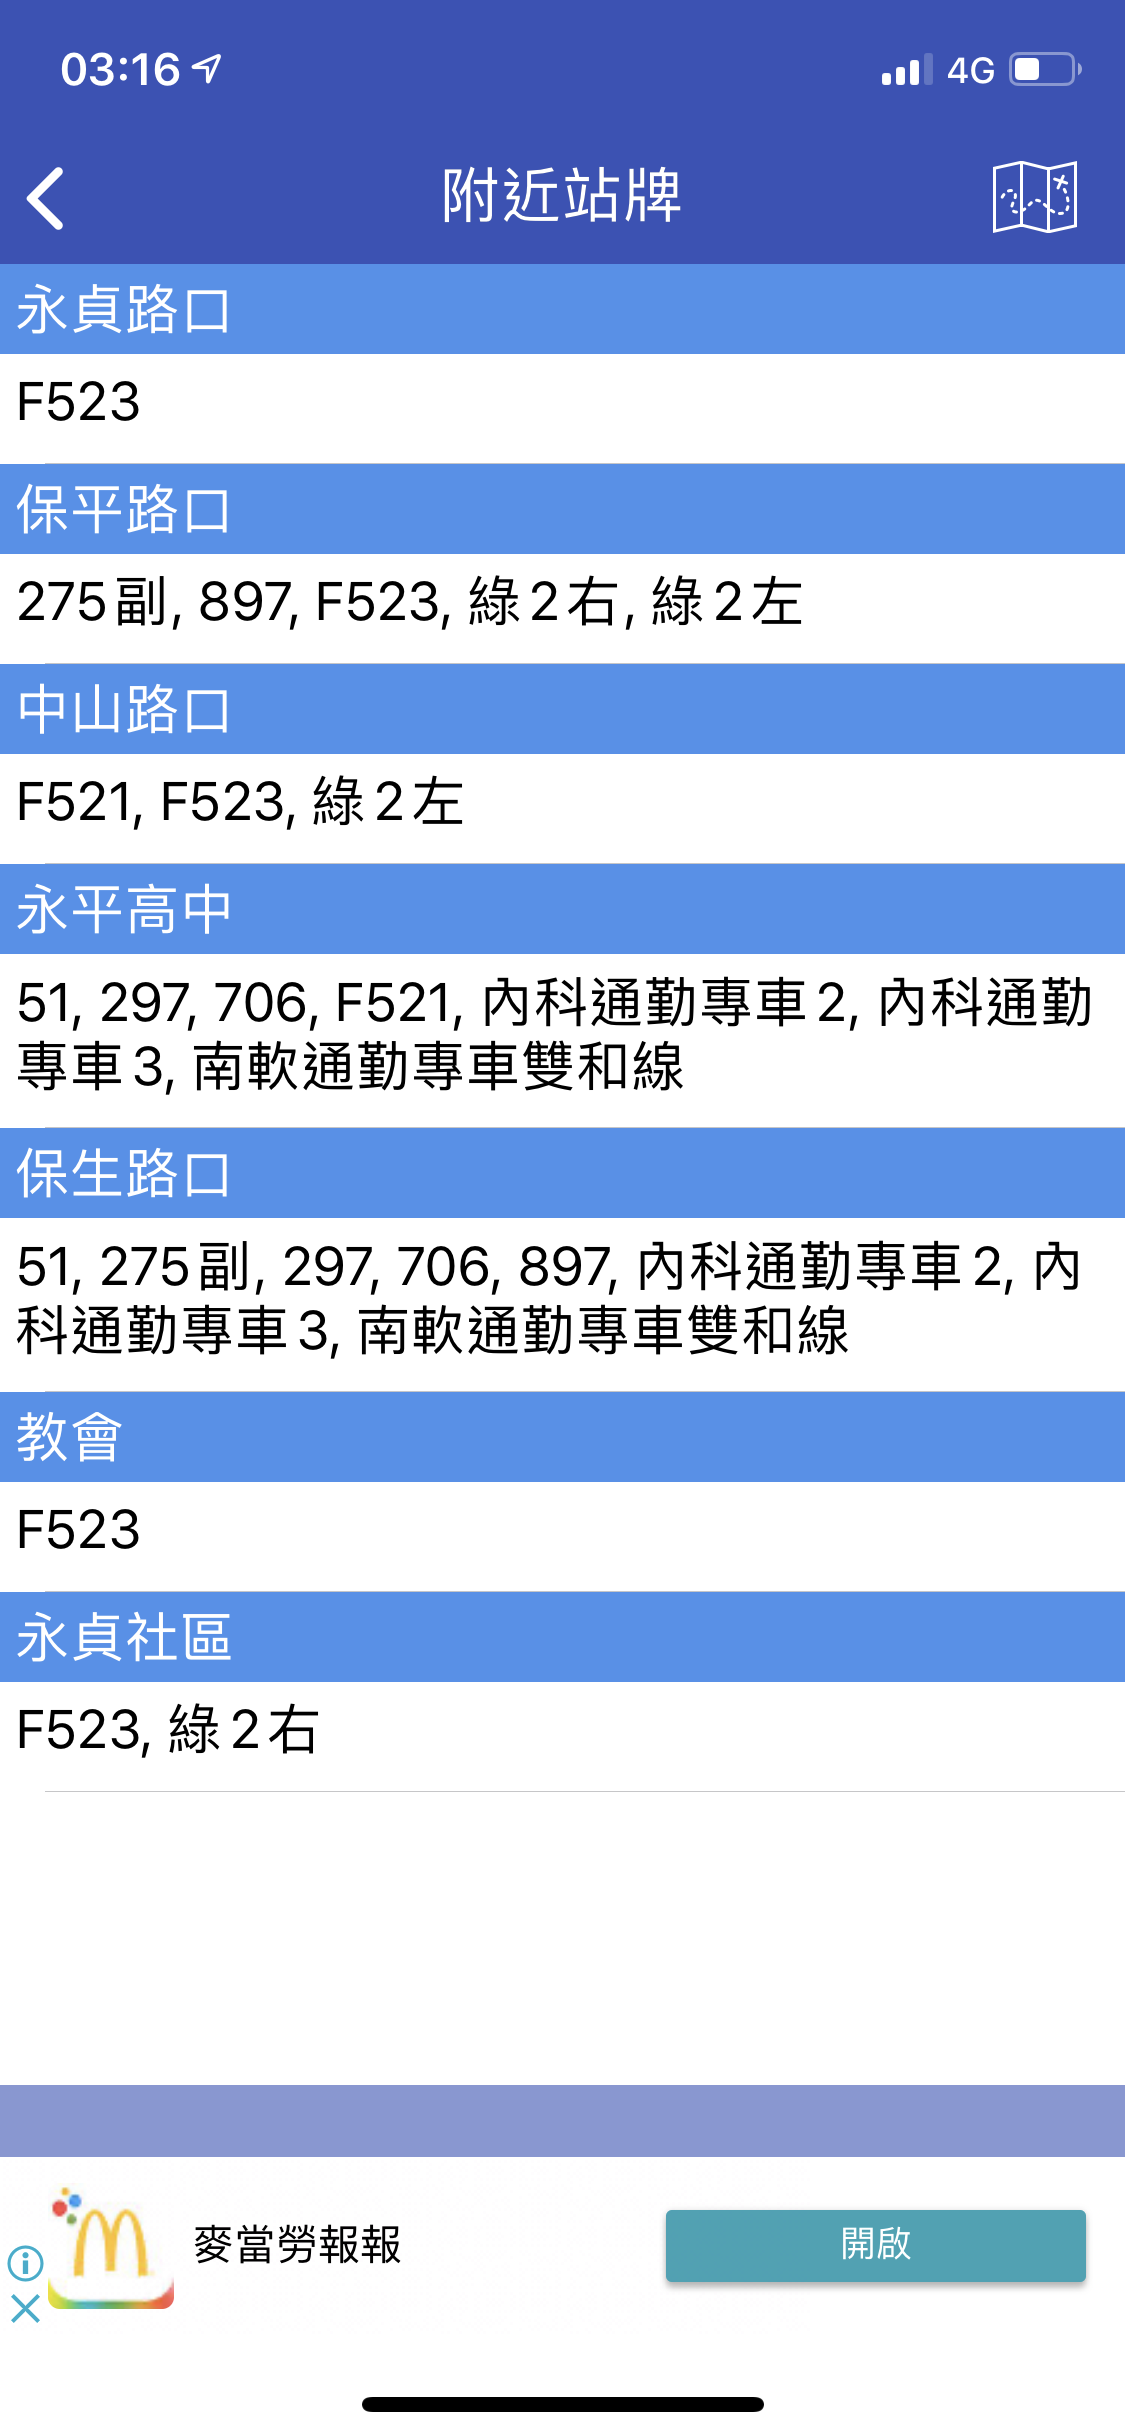 03:16
4G
附近站牌
永貞路口
F523
保平路口
275副, 897, F523, 綠2右, 綠2左
中山路口
F521, F523, 綠2左
永平高中
51, 297, 706, F521, 內科通勤專車2, 內科通勤
專車3, 南軟通勤專車雙和線
保生路口
51, 275副, 297, 706, 897, 內科通勤專車2, 內
科通勤專車3, 南軟通勤專車雙和線
教會
F523
永貞社區
F523, 綠2右
麥當勞報報
開啟